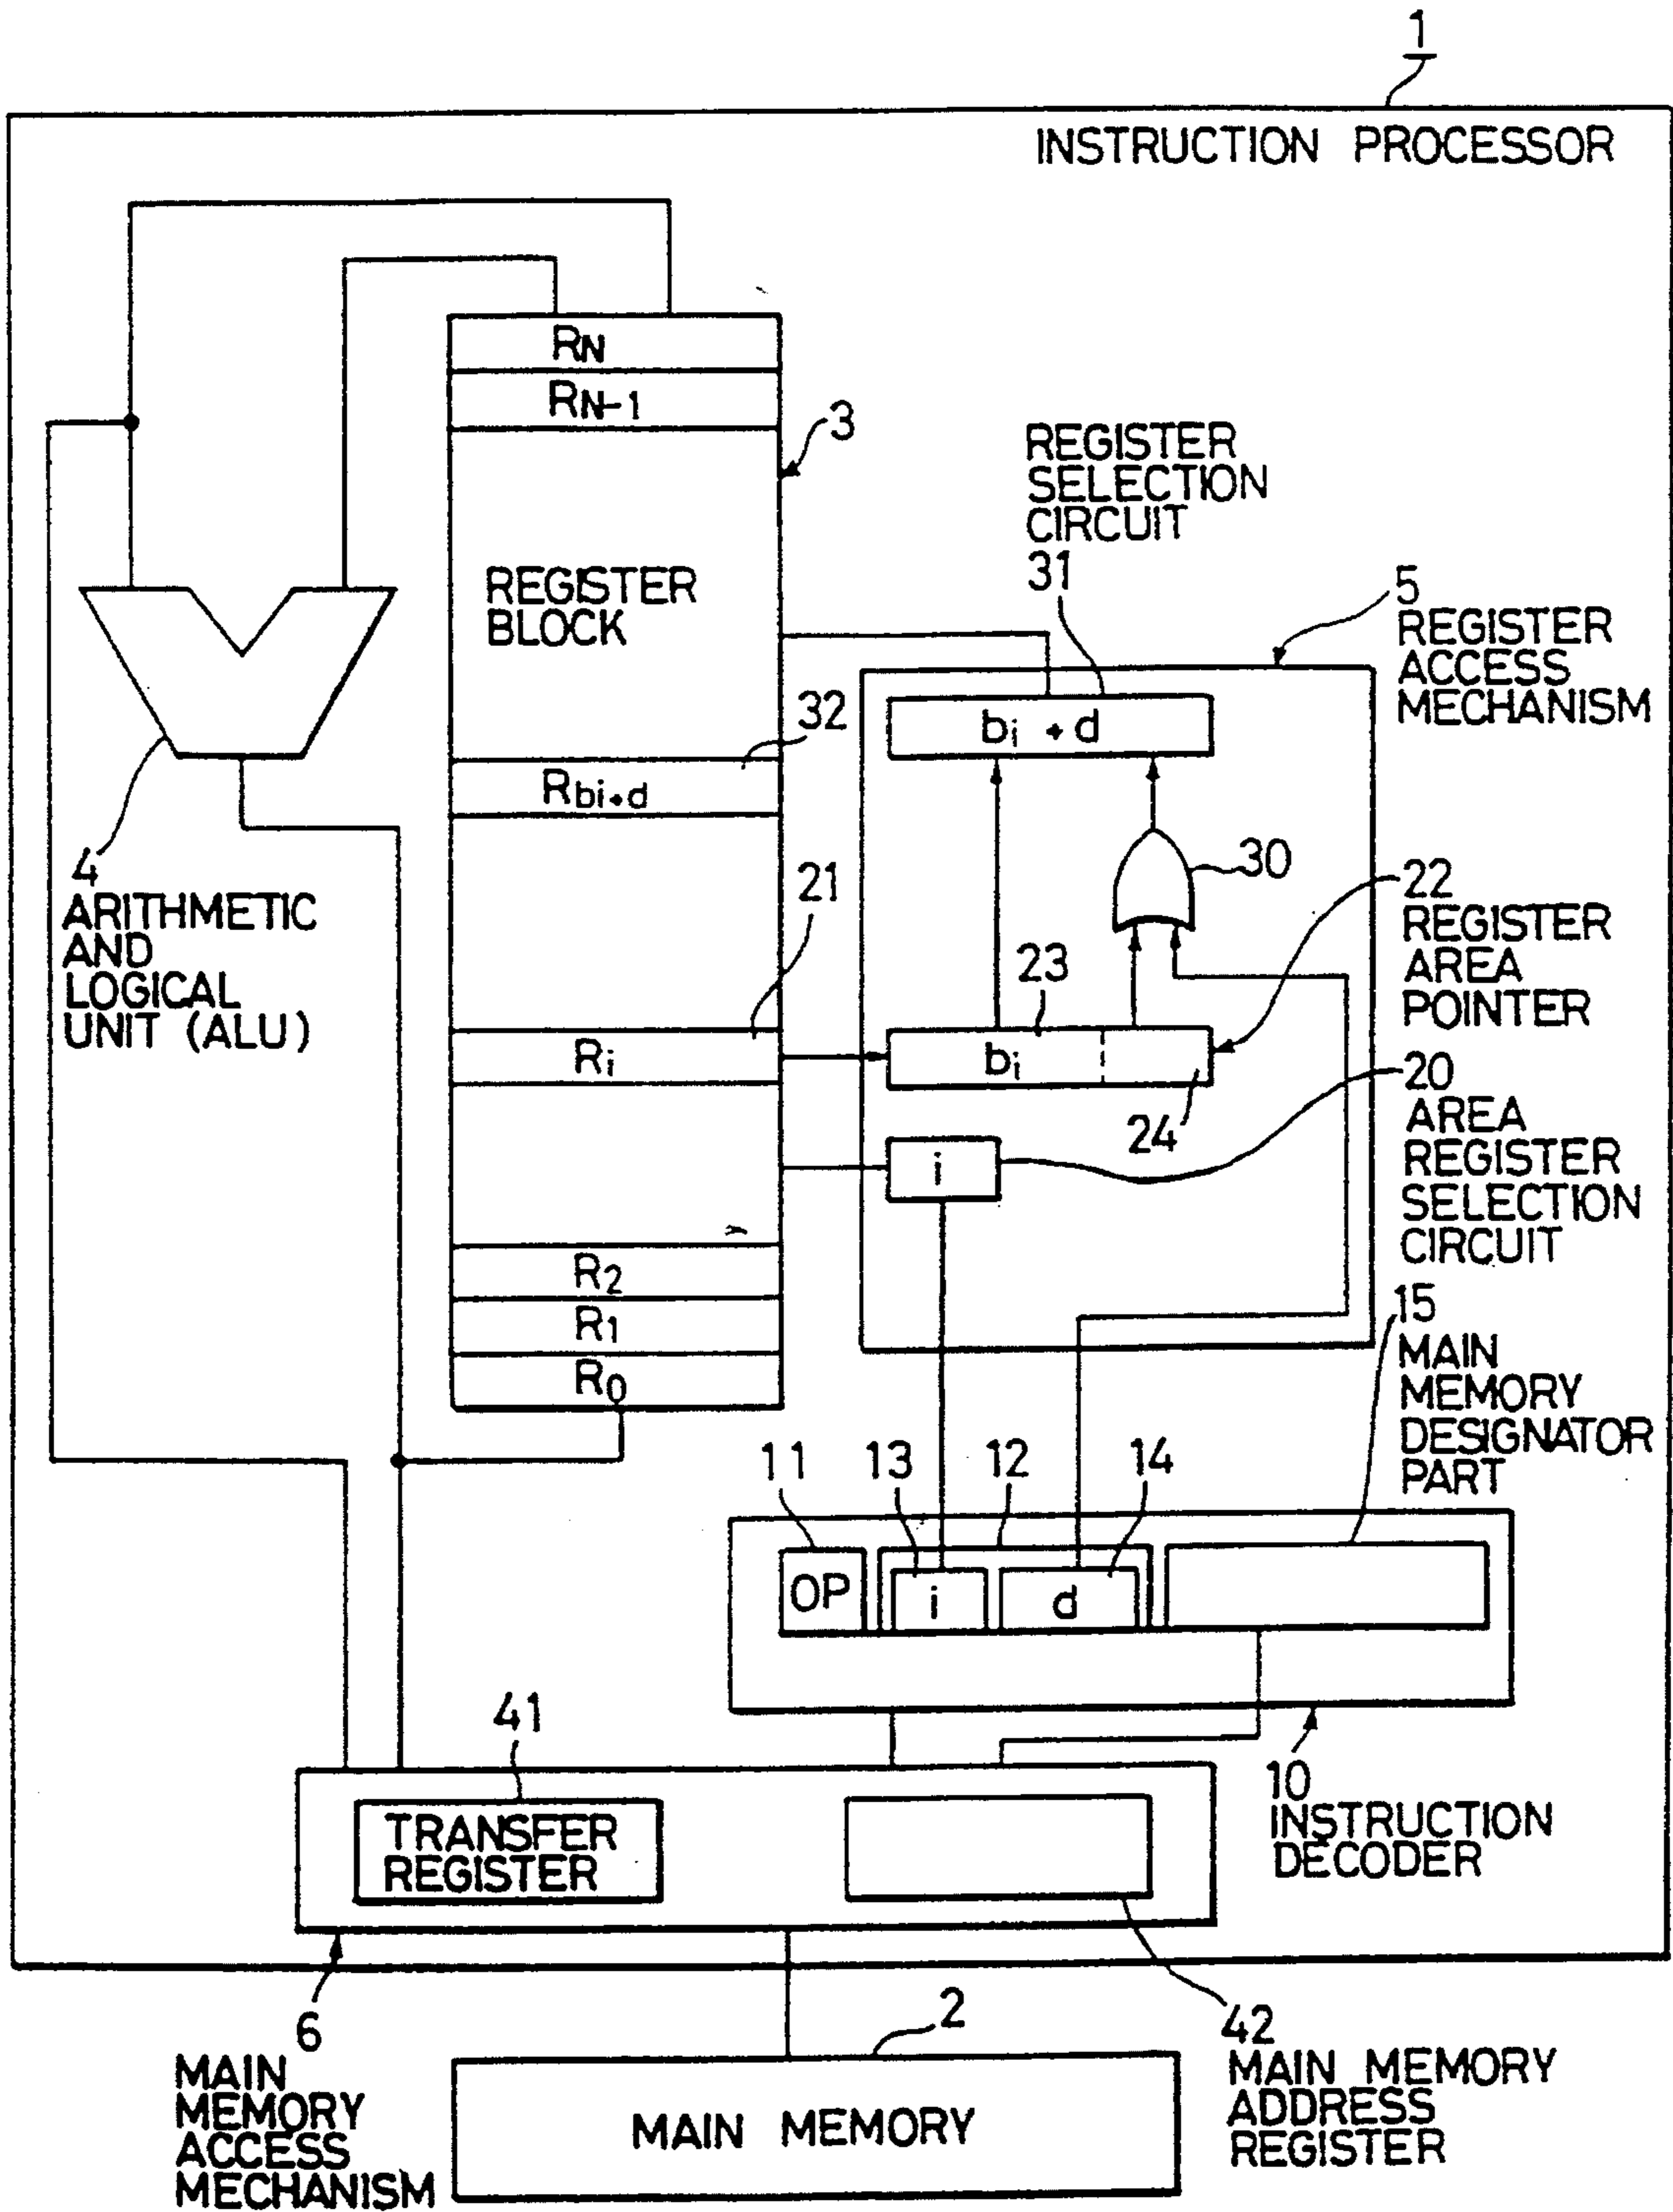 1
INSTRUCTION PROCESSOR
RN
RN-1
3
REGISTER
BLOCK
REGISTER
SELECTION
CIRCUIT
31
5
REGISTER
ACCESS
MECHANISM
bi + d
32
Rbi+d
4
ARITHMETIC
AND
LOGICAL
UNIT (ALU)
21
30
22
REGISTER
AREA
POINTER
23
Ri
bi
24
20
AREA
REGISTER
SELECTION
CIRCUIT
i
R2
R1
R0
15
MAIN
MEMORY
DESIGNATOR
PART
11
13
12
14
OP
i
d
41
TRANSFER
REGISTER
10
INSTRUCTION
DECODER
6
MAIN
MEMORY
ACCESS
MECHANISM
2
MAIN MEMORY
42
MAIN MEMORY
ADDRESS
REGISTER